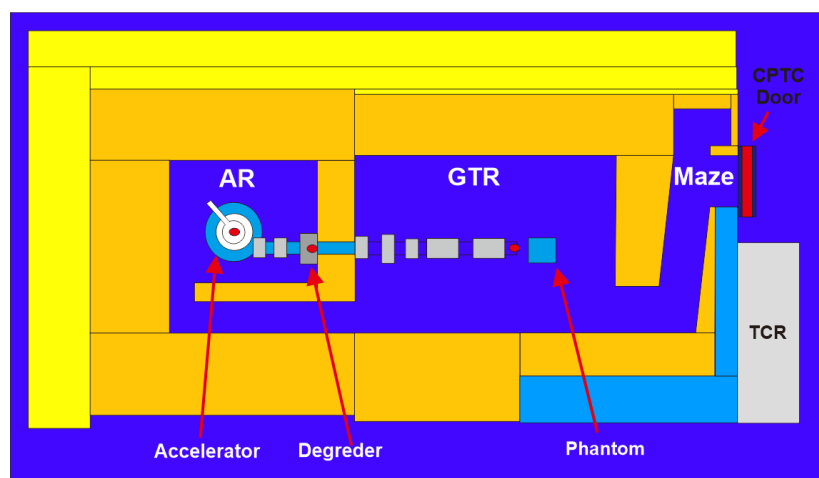 CPTC
Door
AR
GTR
Maze
TCR
Accelerator
Degreder
Phantom